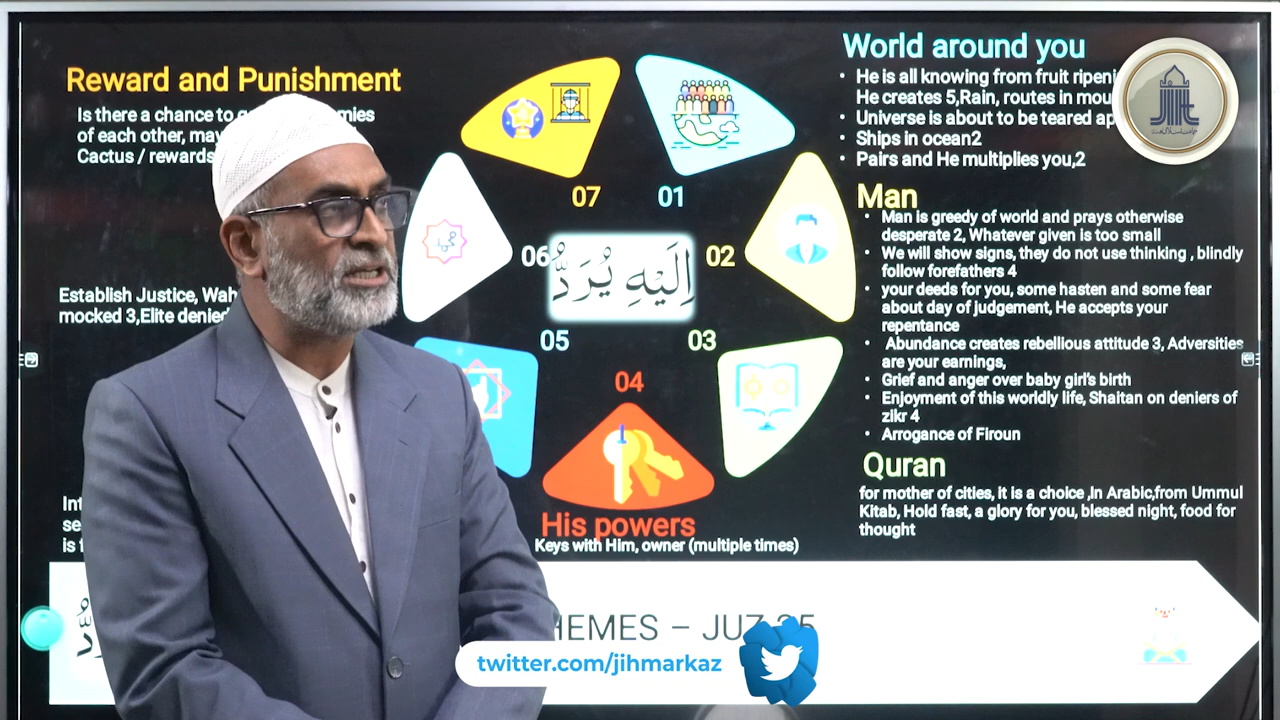 Reward and Punishment
Is there a chance to
of each other, may
Cactus / rewards
Establish Justice,
mocked 3,Elite denied
is
07
01
06
02
05
03
04
إِلَيْهِ يُرَدُّ
His powers
Keys with Him, owner (multiple times)
World around you
• He is all knowing from fruit
He creates 5,Rain, routes in
• Universe is about to be teared
• Ships in ocean2
• Pairs and He multiplies you,2
Man
• Man is greedy of world and prays otherwise
desperate 2, Whatever given is too small
• We will show signs, they do not use thinking , blindly
follow forefathers 4
• your deeds for you, some hasten and some fear
about day of judgement, He accepts your
repentance
• Abundance creates rebellious attitude 3, Adversities
are your earnings,
• Grief and anger over baby girl's birth
• Enjoyment of this worldly life, Shaitan on deniers of
zikr 4
• Arrogance of Firoun
Quran
for mother of cities, it is a choice ,In Arabic,from Ummul
Kitab, Hold fast, a glory for you, blessed night, food for
thought
HEMES – JUZ 25
twitter.com/jihmarkaz